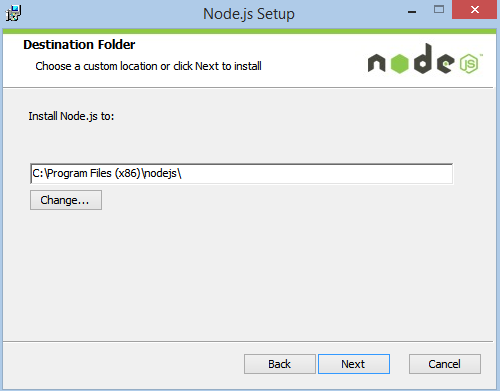 Node.js Setup
Destination Folder
Choose a custom location or click Next to install
node
JS
™
Install Node.js to:
C:\Program Files (x86)\nodejs\
Change...
Back
Next
Cancel